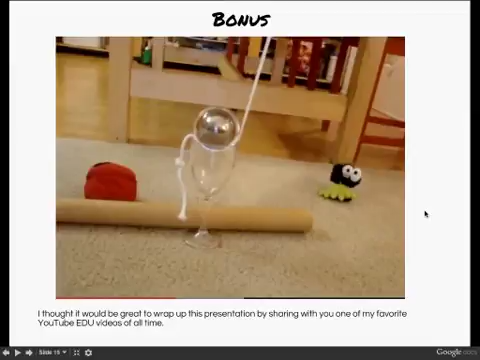 Bonus
I thought it would be great to wrap up this presentation by sharing with you one of my favorite
YouTube EDU videos of all time.
Slide 15
Google docs